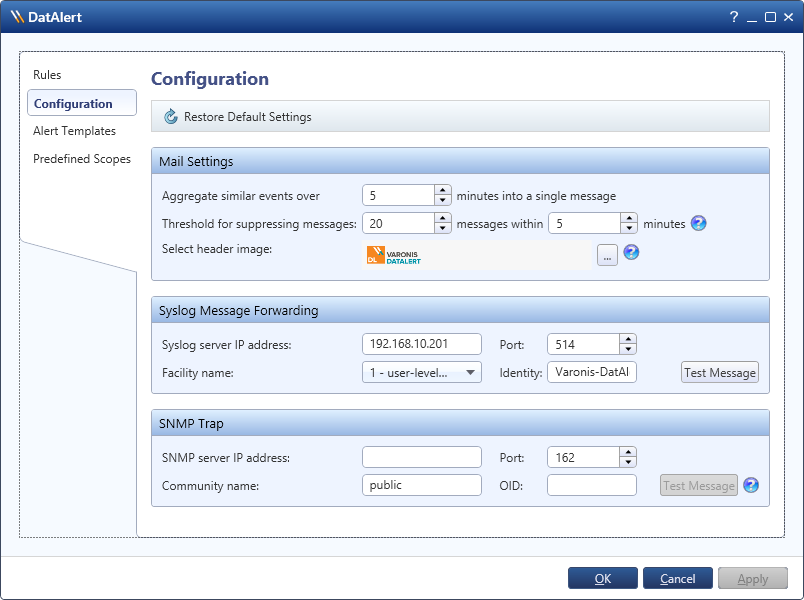 DatAlert
?
Rules
Configuration
Alert Templates
Predefined Scopes
Configuration
Restore Default Settings
Mail Settings
Aggregate similar events over 5 minutes into a single message
Threshold for suppressing messages: 20 messages within 5 minutes ?
Select header image: DL VARONIS DATALERT ... ?
Syslog Message Forwarding
Syslog server IP address: 192.168.10.201 Port: 514
Facility name: 1 - user-level... Identity: Varonis-DatAl Test Message
SNMP Trap
SNMP server IP address: Port: 162
Community name: public OID: Test Message ?
OK Cancel Apply